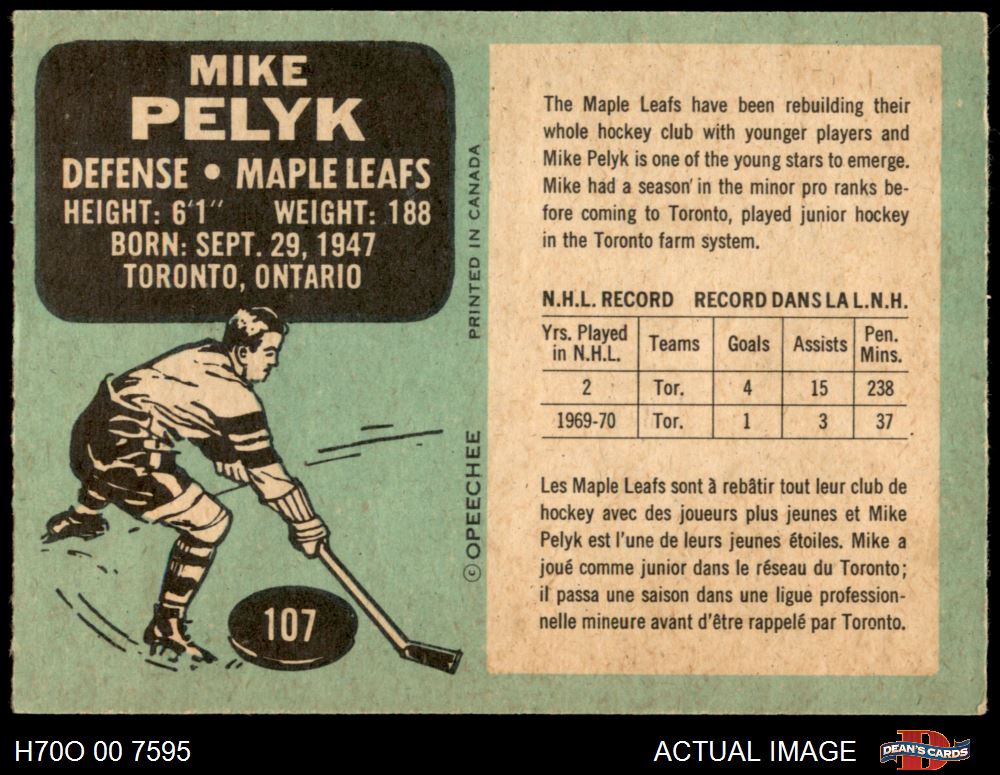 MIKE
PELYK
DEFENSE • MAPLE LEAFS
HEIGHT: 6'1" WEIGHT: 188
BORN: SEPT. 29, 1947
TORONTO, ONTARIO
107
PRINTED IN CANADA
©OPEECHEE
The Maple Leafs have been rebuilding their
whole hockey club with younger players and
Mike Pelyk is one of the young stars to emerge.
Mike had a season' in the minor pro ranks be-
fore coming to Toronto, played junior hockey
in the Toronto farm system.
N.H.L. RECORD RECORD DANS LA L.N.H.
Yrs. Played in N.H.L. Teams Goals Assists Pen. Mins.
2 Tor. 4 15 238
1969-70 Tor. 1 3 37
Les Maple Leafs sont à rebâtir tout leur club de
hockey avec des joueurs plus jeunes et Mike
Pelyk est l'une de leurs jeunes étoiles. Mike a
joué comme junior dans le réseau du Toronto;
il passa une saison dans une ligue profession-
nelle mineure avant d'être rappelé par Toronto.
H70O 00 7595
ACTUAL IMAGE
D
DEAN'S CARDS